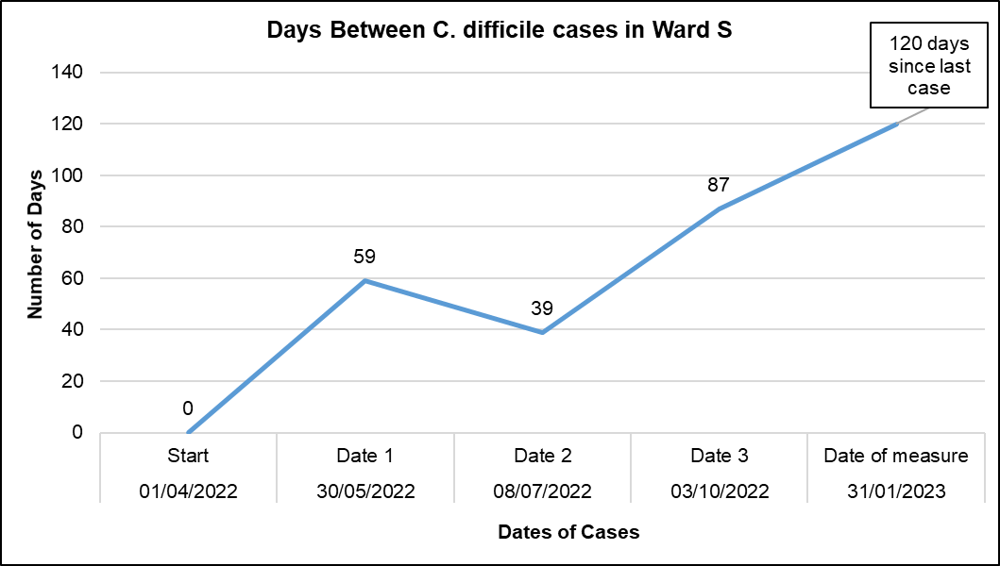 Days Between C. difficile cases in Ward S
120 days
since last
case
140
120
100
80
60
40
20
0
Number of Days
0
59
39
87
Start
Date 1
Date 2
Date 3
Date of measure
01/04/2022
30/05/2022
08/07/2022
03/10/2022
31/01/2023
Dates of Cases